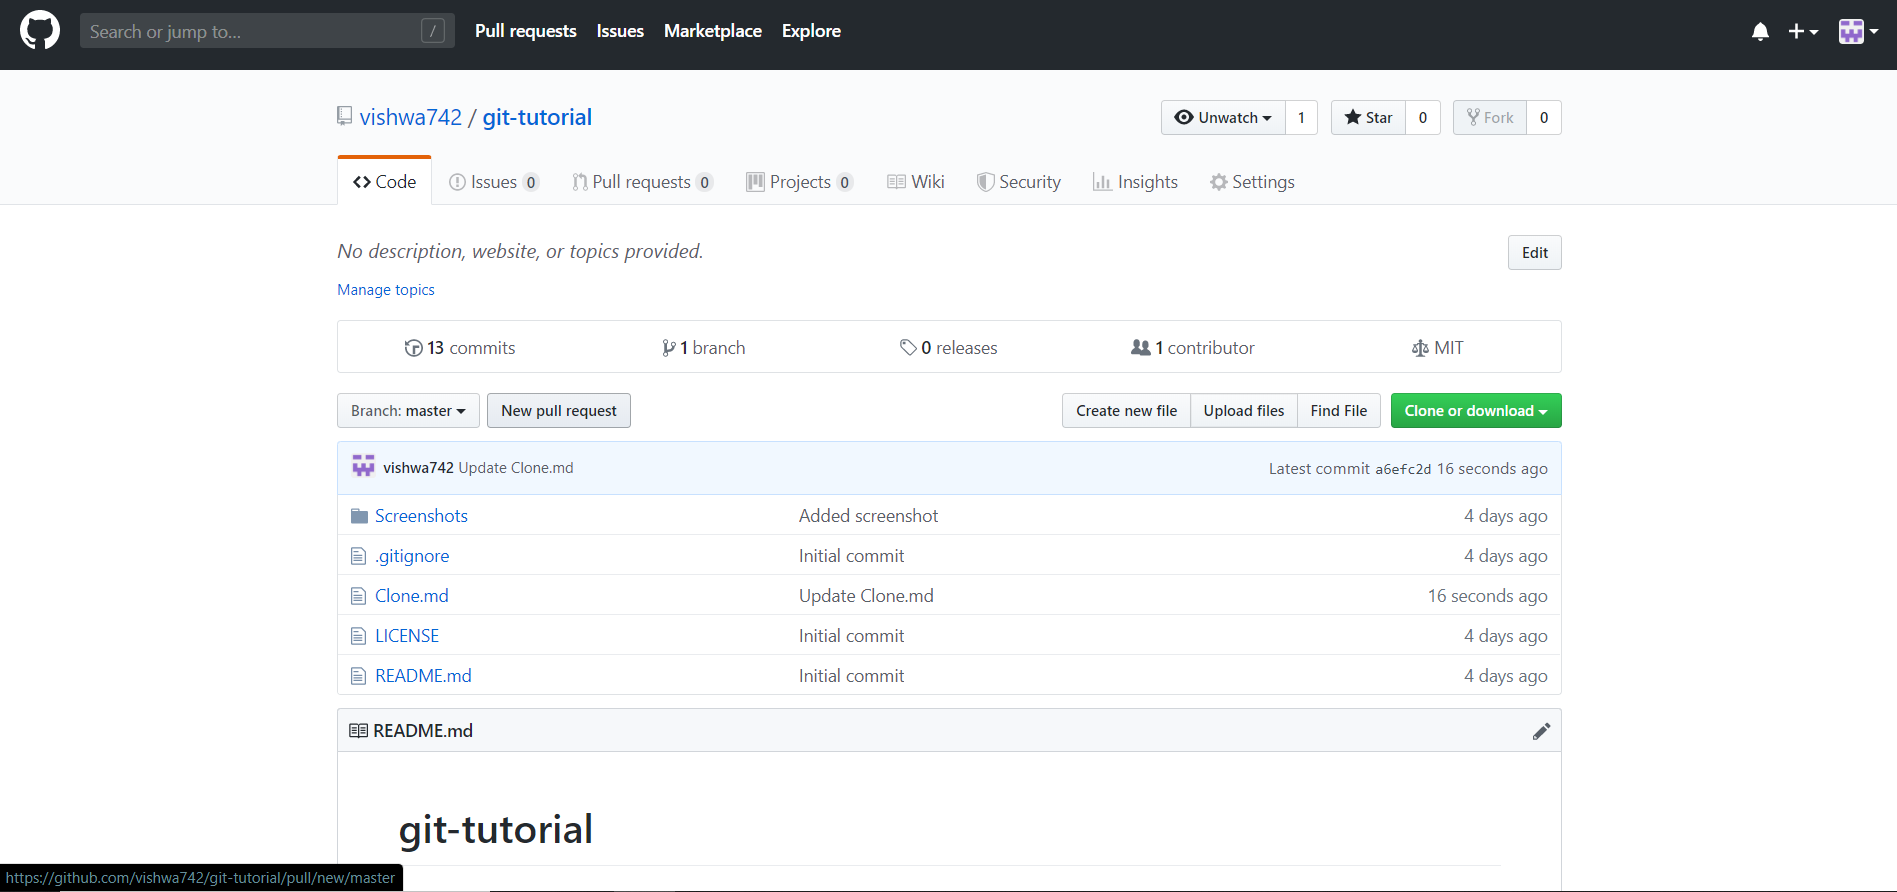 Search or jump to... /
Pull requests Issues Marketplace Explore
vishwa742 / git-tutorial
Unwatch 1 Star 0 Fork 0
Code Issues 0 Pull requests 0 Projects 0 Wiki Security Insights Settings
No description, website, or topics provided.
Edit
Manage topics
13 commits 1 branch 0 releases 1 contributor MIT
Branch: master New pull request Create new file Upload files Find File Clone or download
vishwa742 Update Clone.md Latest commit a6efc2d 16 seconds ago
Screenshots Added screenshot 4 days ago
.gitignore Initial commit 4 days ago
Clone.md Update Clone.md 16 seconds ago
LICENSE Initial commit 4 days ago
README.md Initial commit 4 days ago
README.md
git-tutorial
https://github.com/vishwa742/git-tutorial/pull/new/master